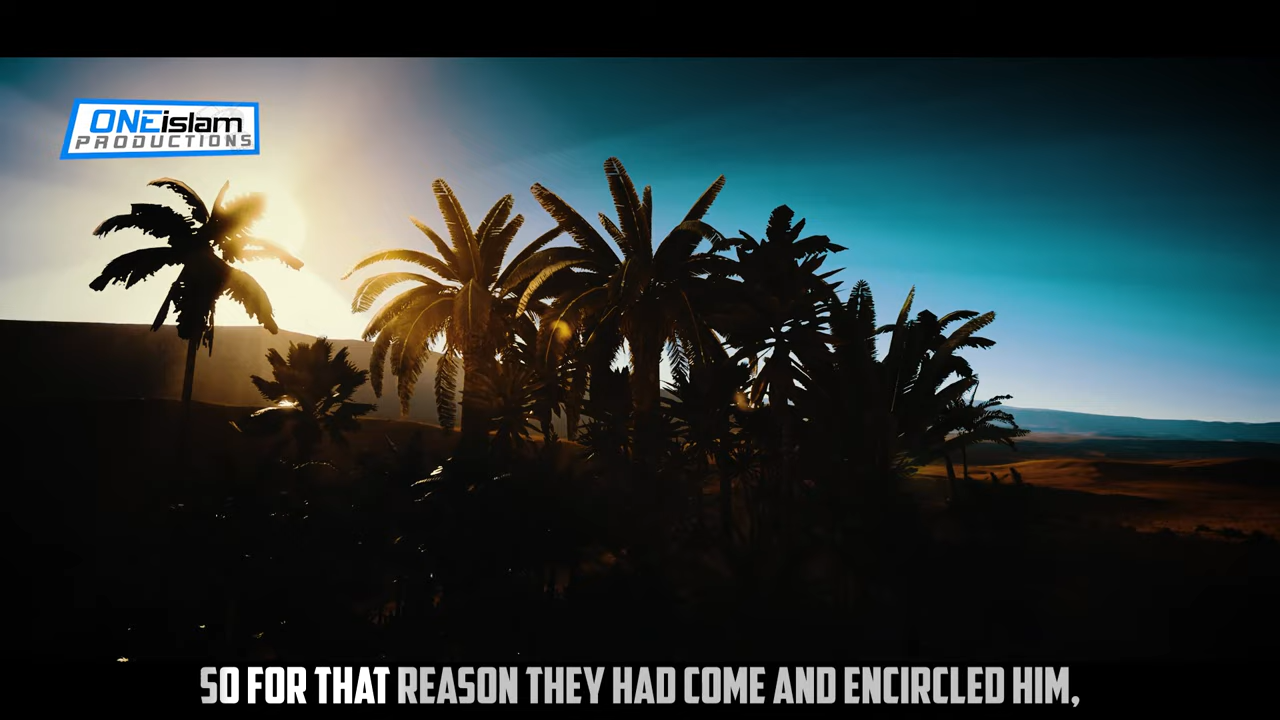 ONEislam
PRODUCTIONS
SO FOR THAT REASON THEY HAD COME AND ENCIRCLED HIM,